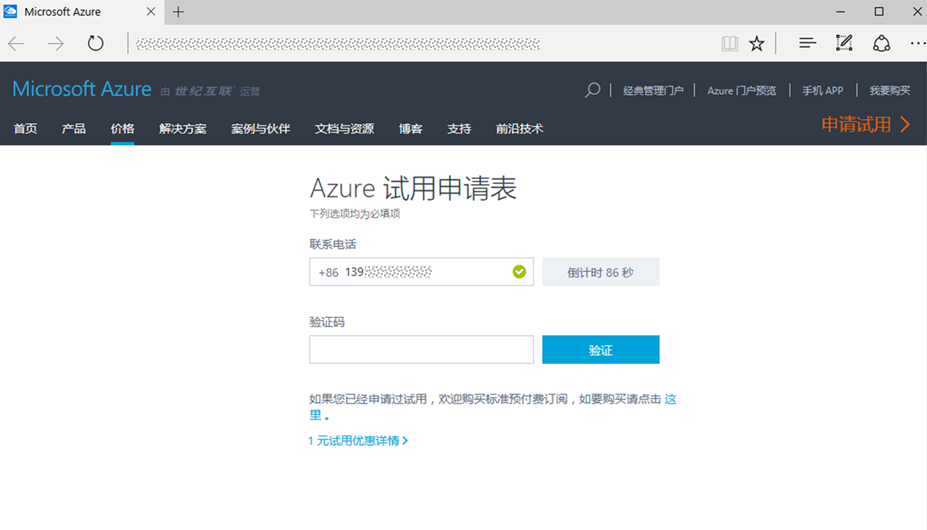 Microsoft Azure
Microsoft Azure 由 世纪互联 运营
经典管理门户 Azure 门户预览 手机 APP 我要购买
首页 产品 价格 解决方案 案例与伙伴 文档与资源 博客 支持 前沿技术 申请试用
Azure 试用申请表
下列选项均为必填项
联系电话
+86 139
倒计时 86 秒
验证码
验证
如果您已经申请过试用，欢迎购买标准预付费订阅，如要购买请点击 这
里 。
1 元试用优惠详情